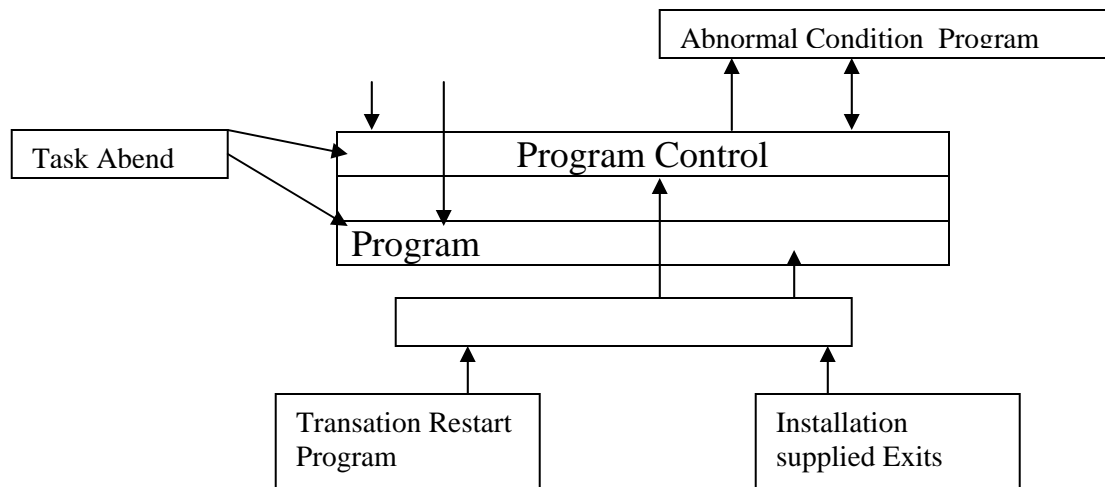 Abnormal Condition Program
Task Abend
Program Control
Program
Transation Restart
Program
Installation
supplied Exits